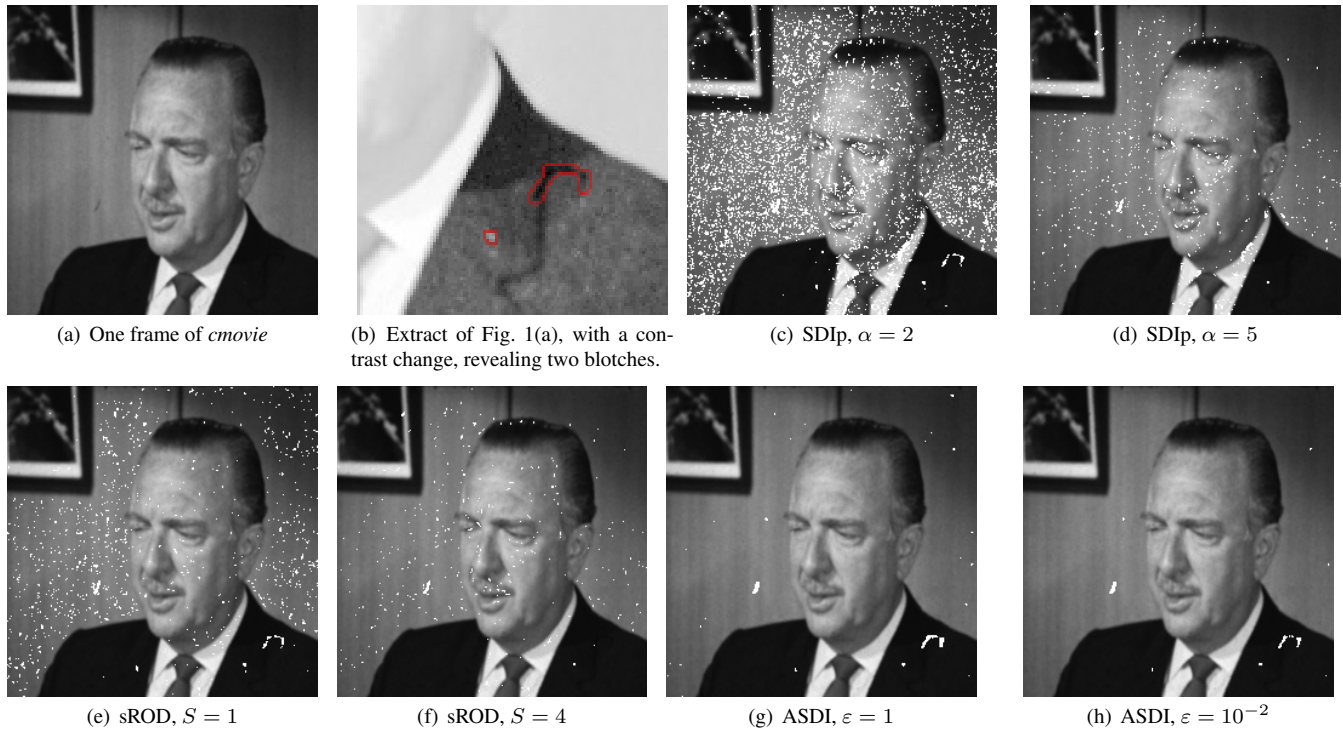 (a) One frame of cmovie
(b) Extract of Fig. 1(a), with a con-
trast change, revealing two blotches.
(c) SDIp, α = 2
(d) SDIp, α = 5
(e) sROD, S = 1
(f) sROD, S = 4
(g) ASDI, ε = 1
(h) ASDI, ε = 10⁻²